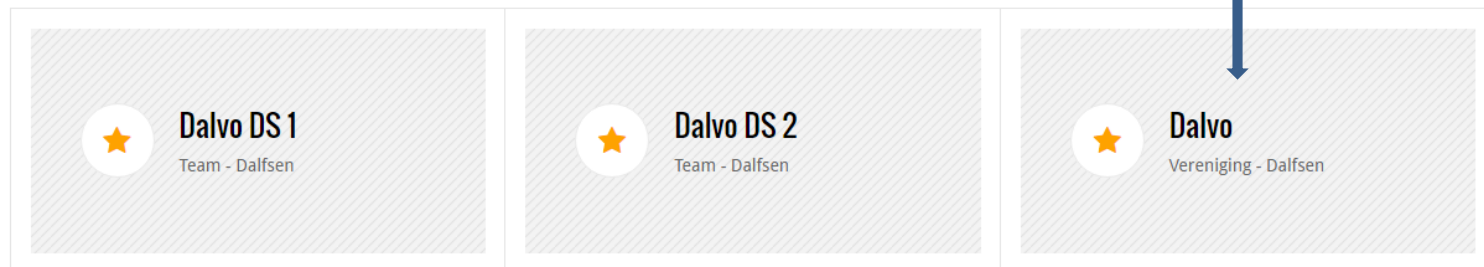 Dalvo DS 1
Team - Dalfsen
Dalvo DS 2
Team - Dalfsen
Dalvo
Vereniging - Dalfsen